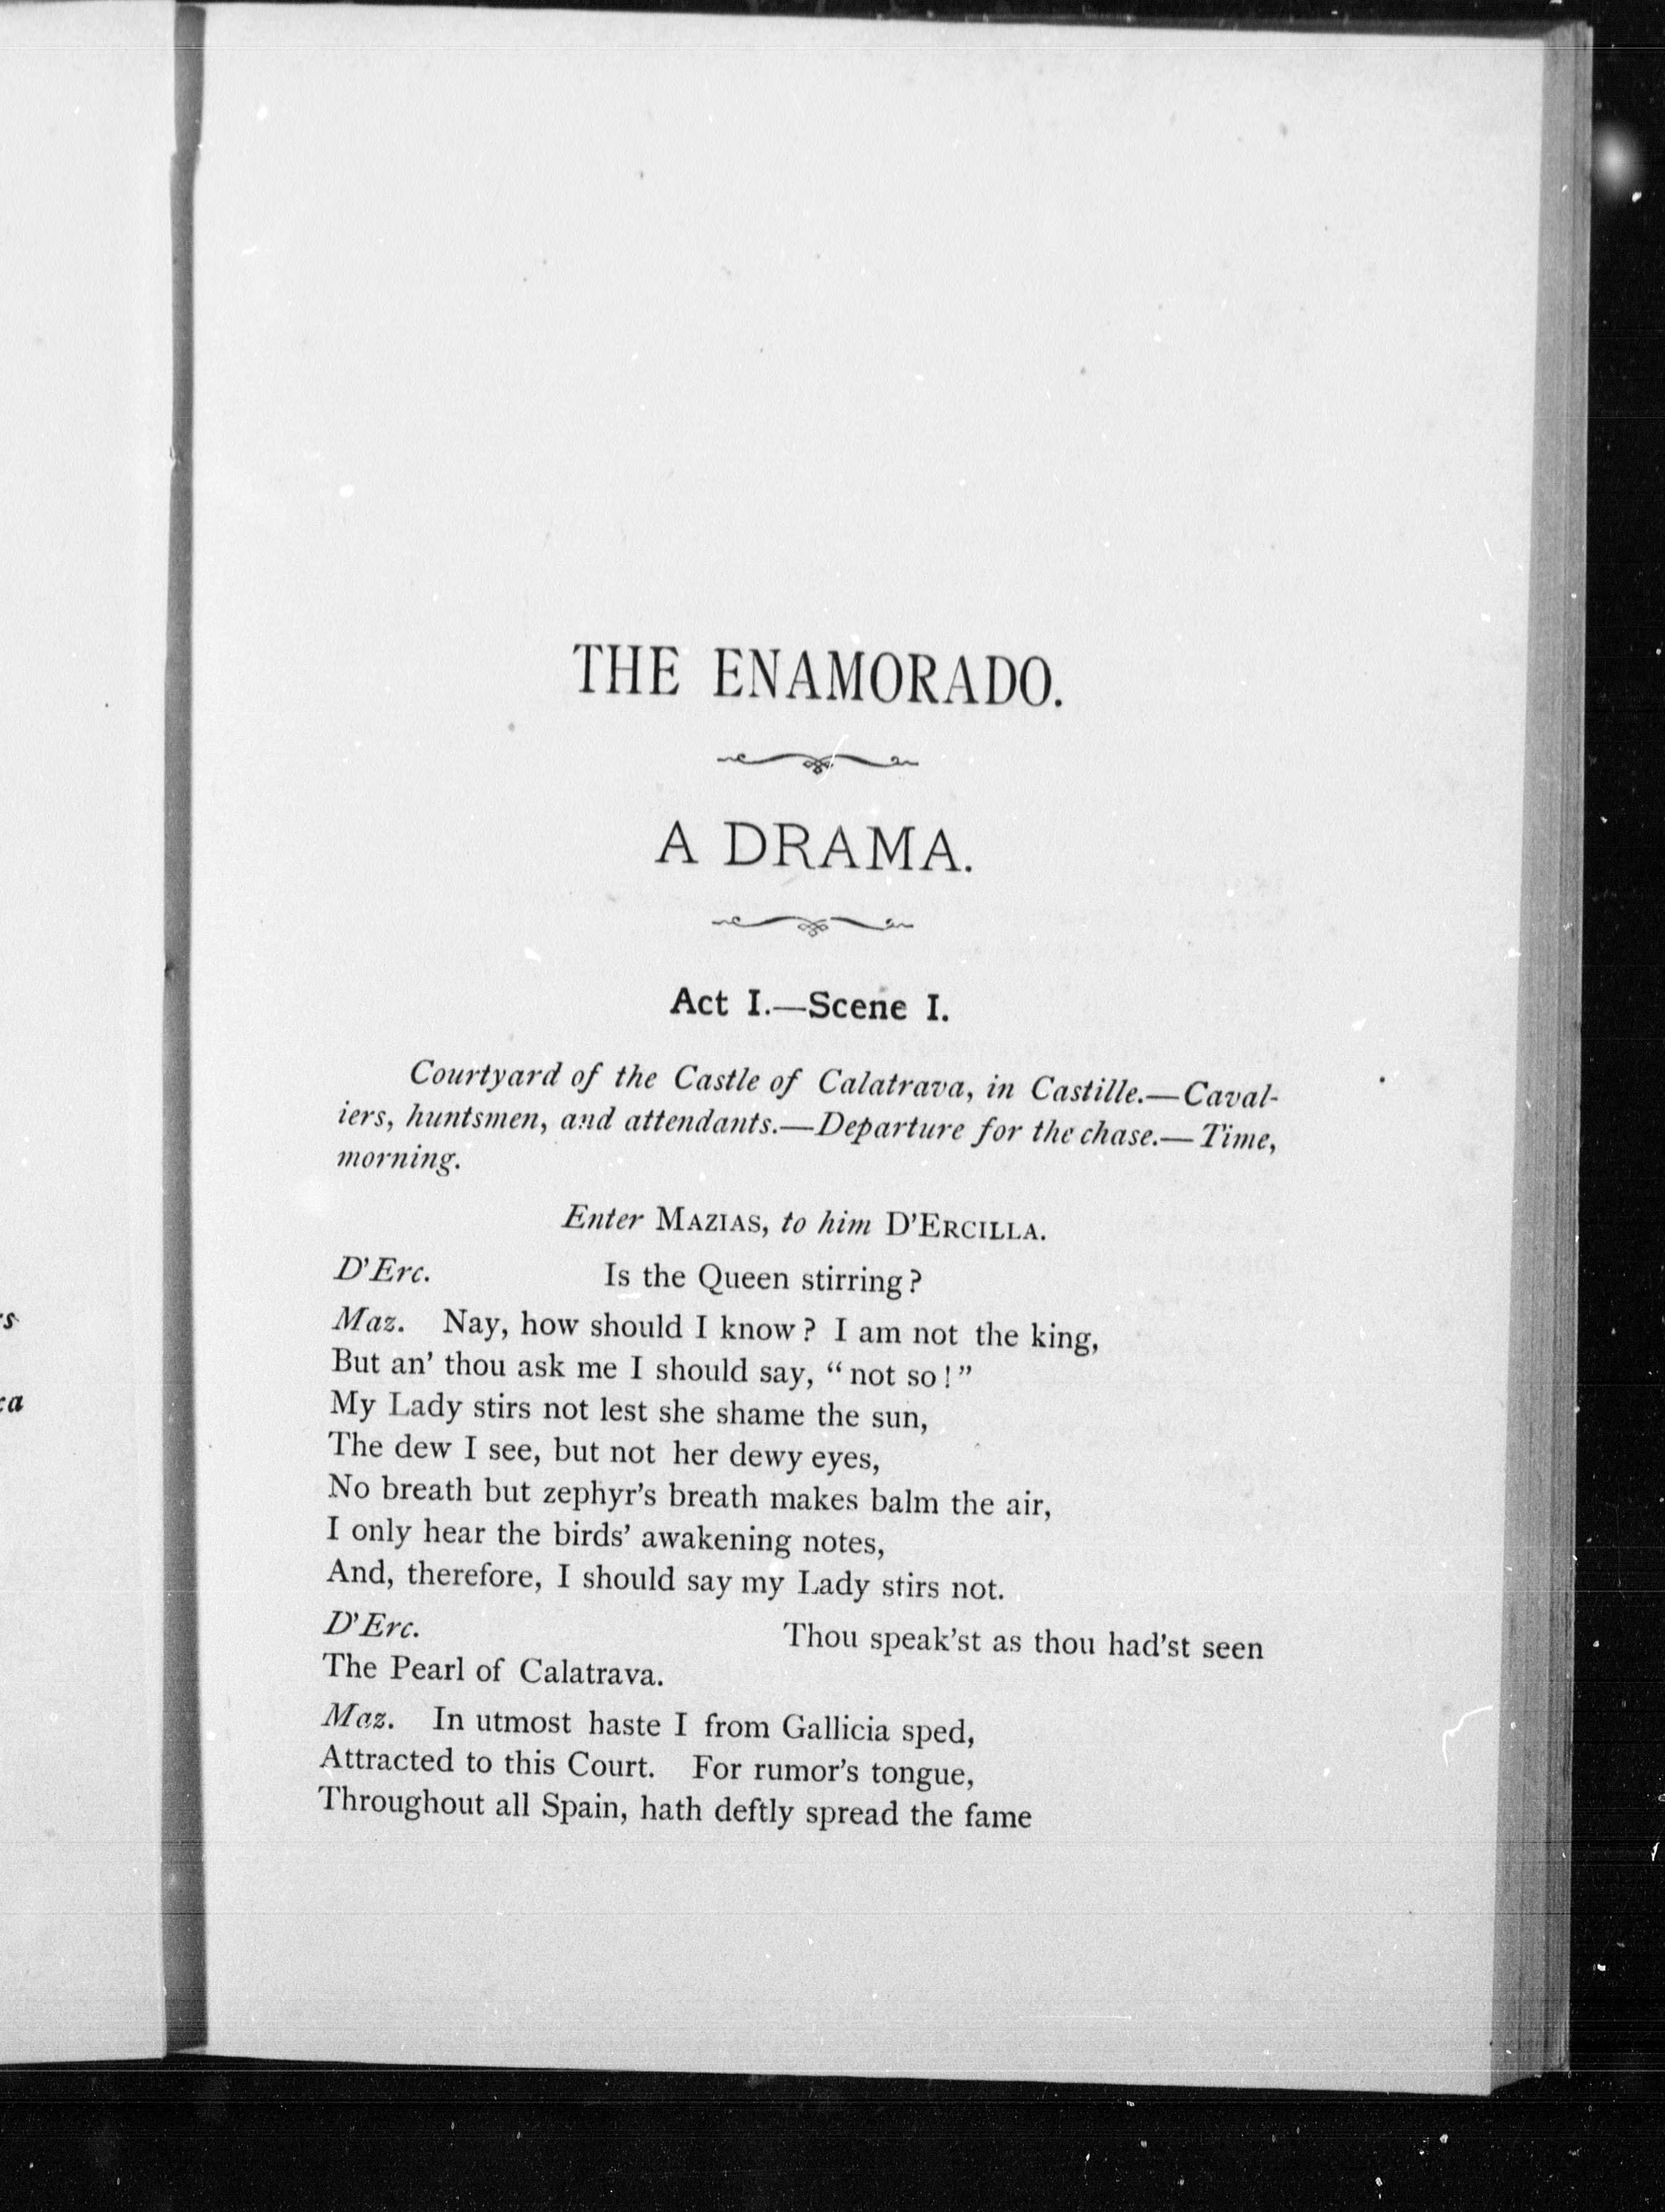 THE ENAMORADO.
A DRAMA.
Act I.—Scene I.
Courtyard of the Castle of Calatrava, in Castille.—Caval-
iers, huntsmen, and attendants.—Departure for the chase.—Time,
morning.
Enter MAZIAS, to him D'ERCILLA.
D'Erc. Is the Queen stirring?
Maz. Nay, how should I know? I am not the king,
But an' thou ask me I should say, "not so!"
My Lady stirs not lest she shame the sun,
The dew I see, but not her dewy eyes,
No breath but zephyr's breath makes balm the air,
I only hear the birds' awakening notes,
And, therefore, I should say my Lady stirs not.
D'Erc. Thou speak'st as thou had'st seen
The Pearl of Calatrava.
Maz. In utmost haste I from Gallicia sped,
Attracted to this Court. For rumor's tongue,
Throughout all Spain, hath deftly spread the fame